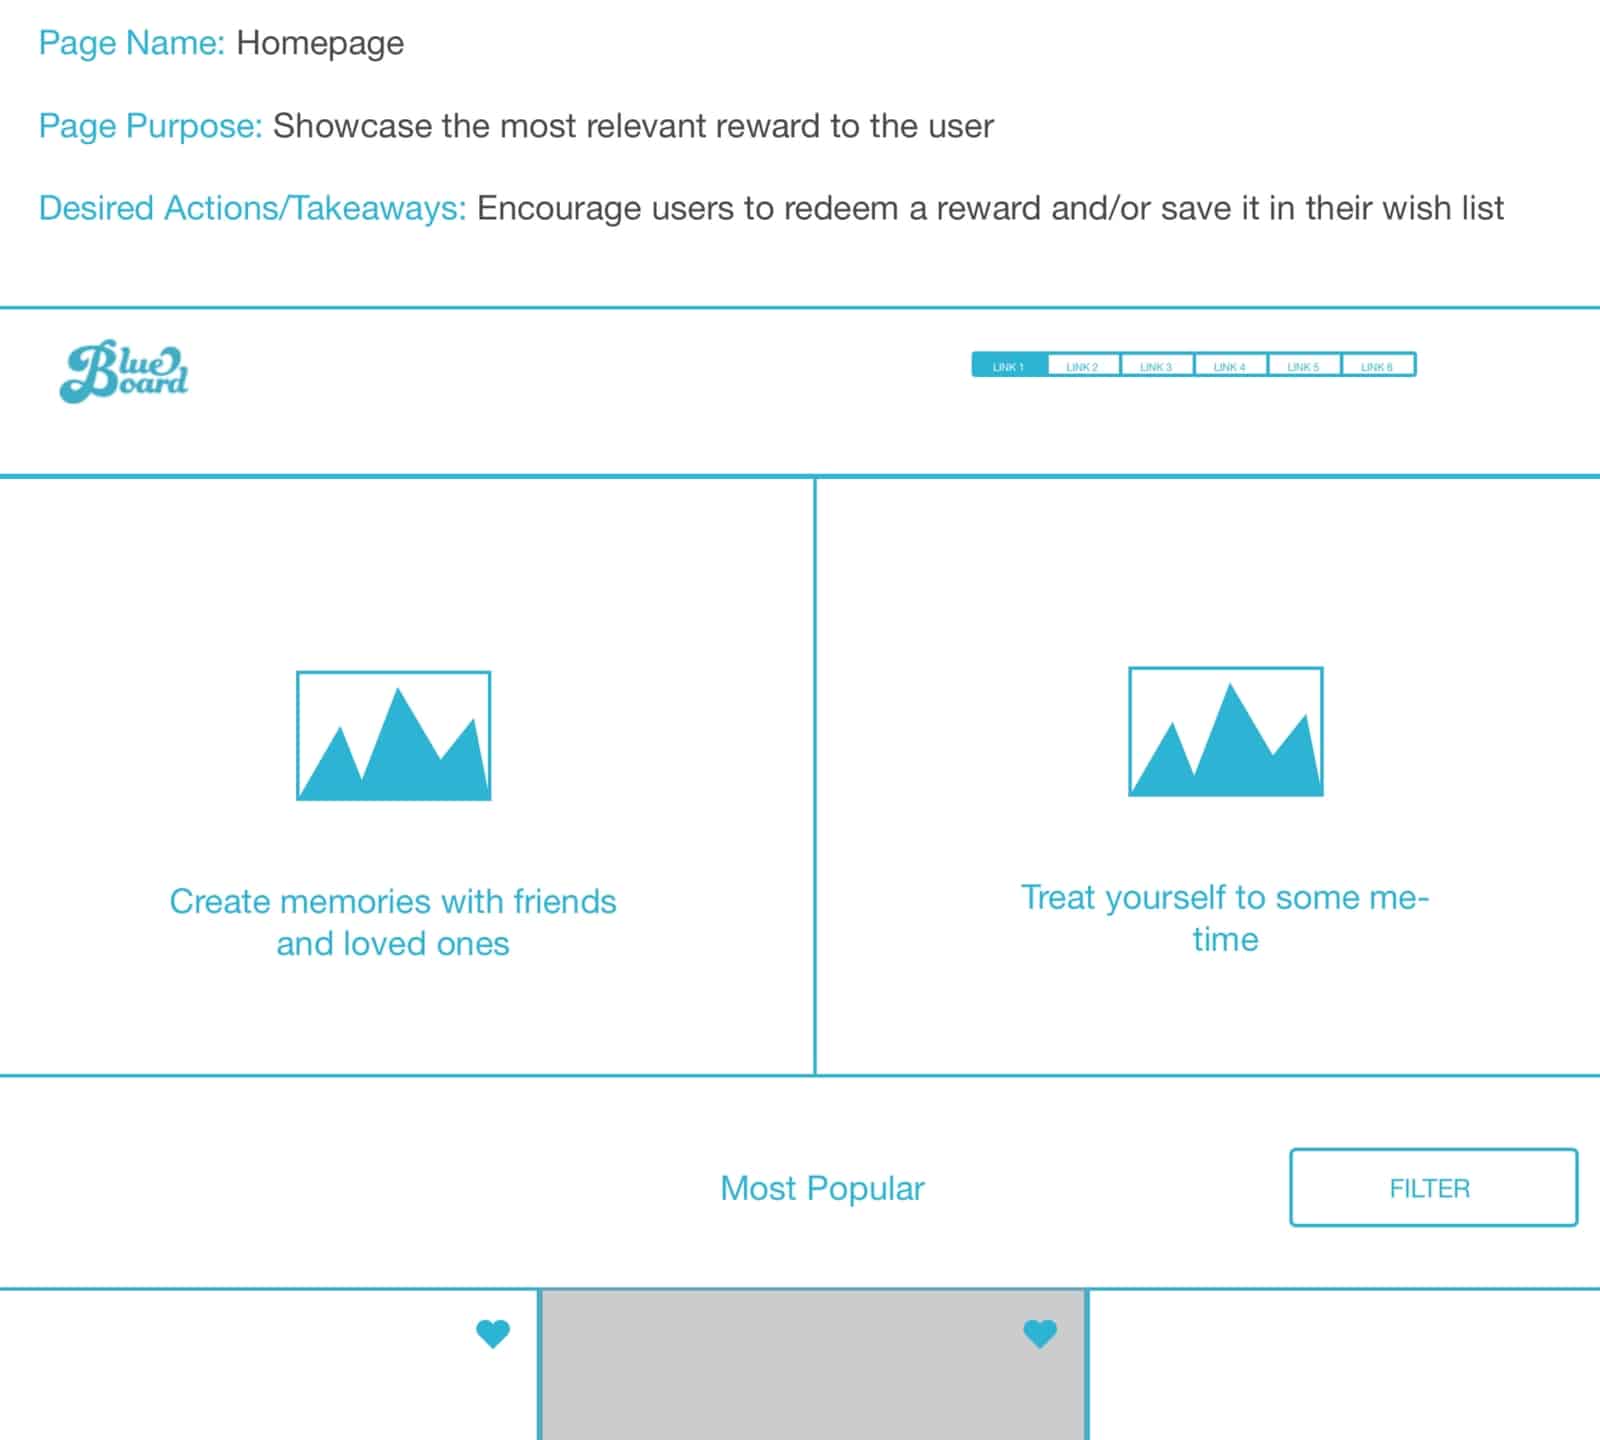 Page Name: Homepage
Page Purpose: Showcase the most relevant reward to the user
Desired Actions/Takeaways: Encourage users to redeem a reward and/or save it in their wish list
Blue
Board
LINK 1 LINK 2 LINK 3 LINK 4 LINK 5 LINK 6
Create memories with friends
and loved ones
Treat yourself to some me-
time
Most Popular
FILTER